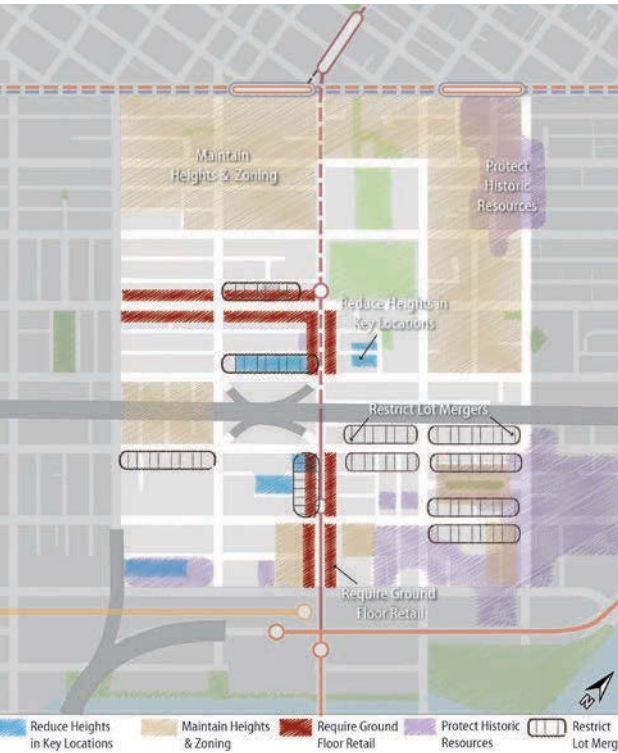 Maintain
Heights & Zoning
Protect
Historic
Resources
Reduce Heights in
Key Locations
Restrict Lot Mergers
Require Ground
Floor Retail
N
Reduce Heights
in Key Locations
Maintain Heights
& Zoning
Require Ground
Floor Retail
Protect Historic
Resources
Restrict
Lot Merg